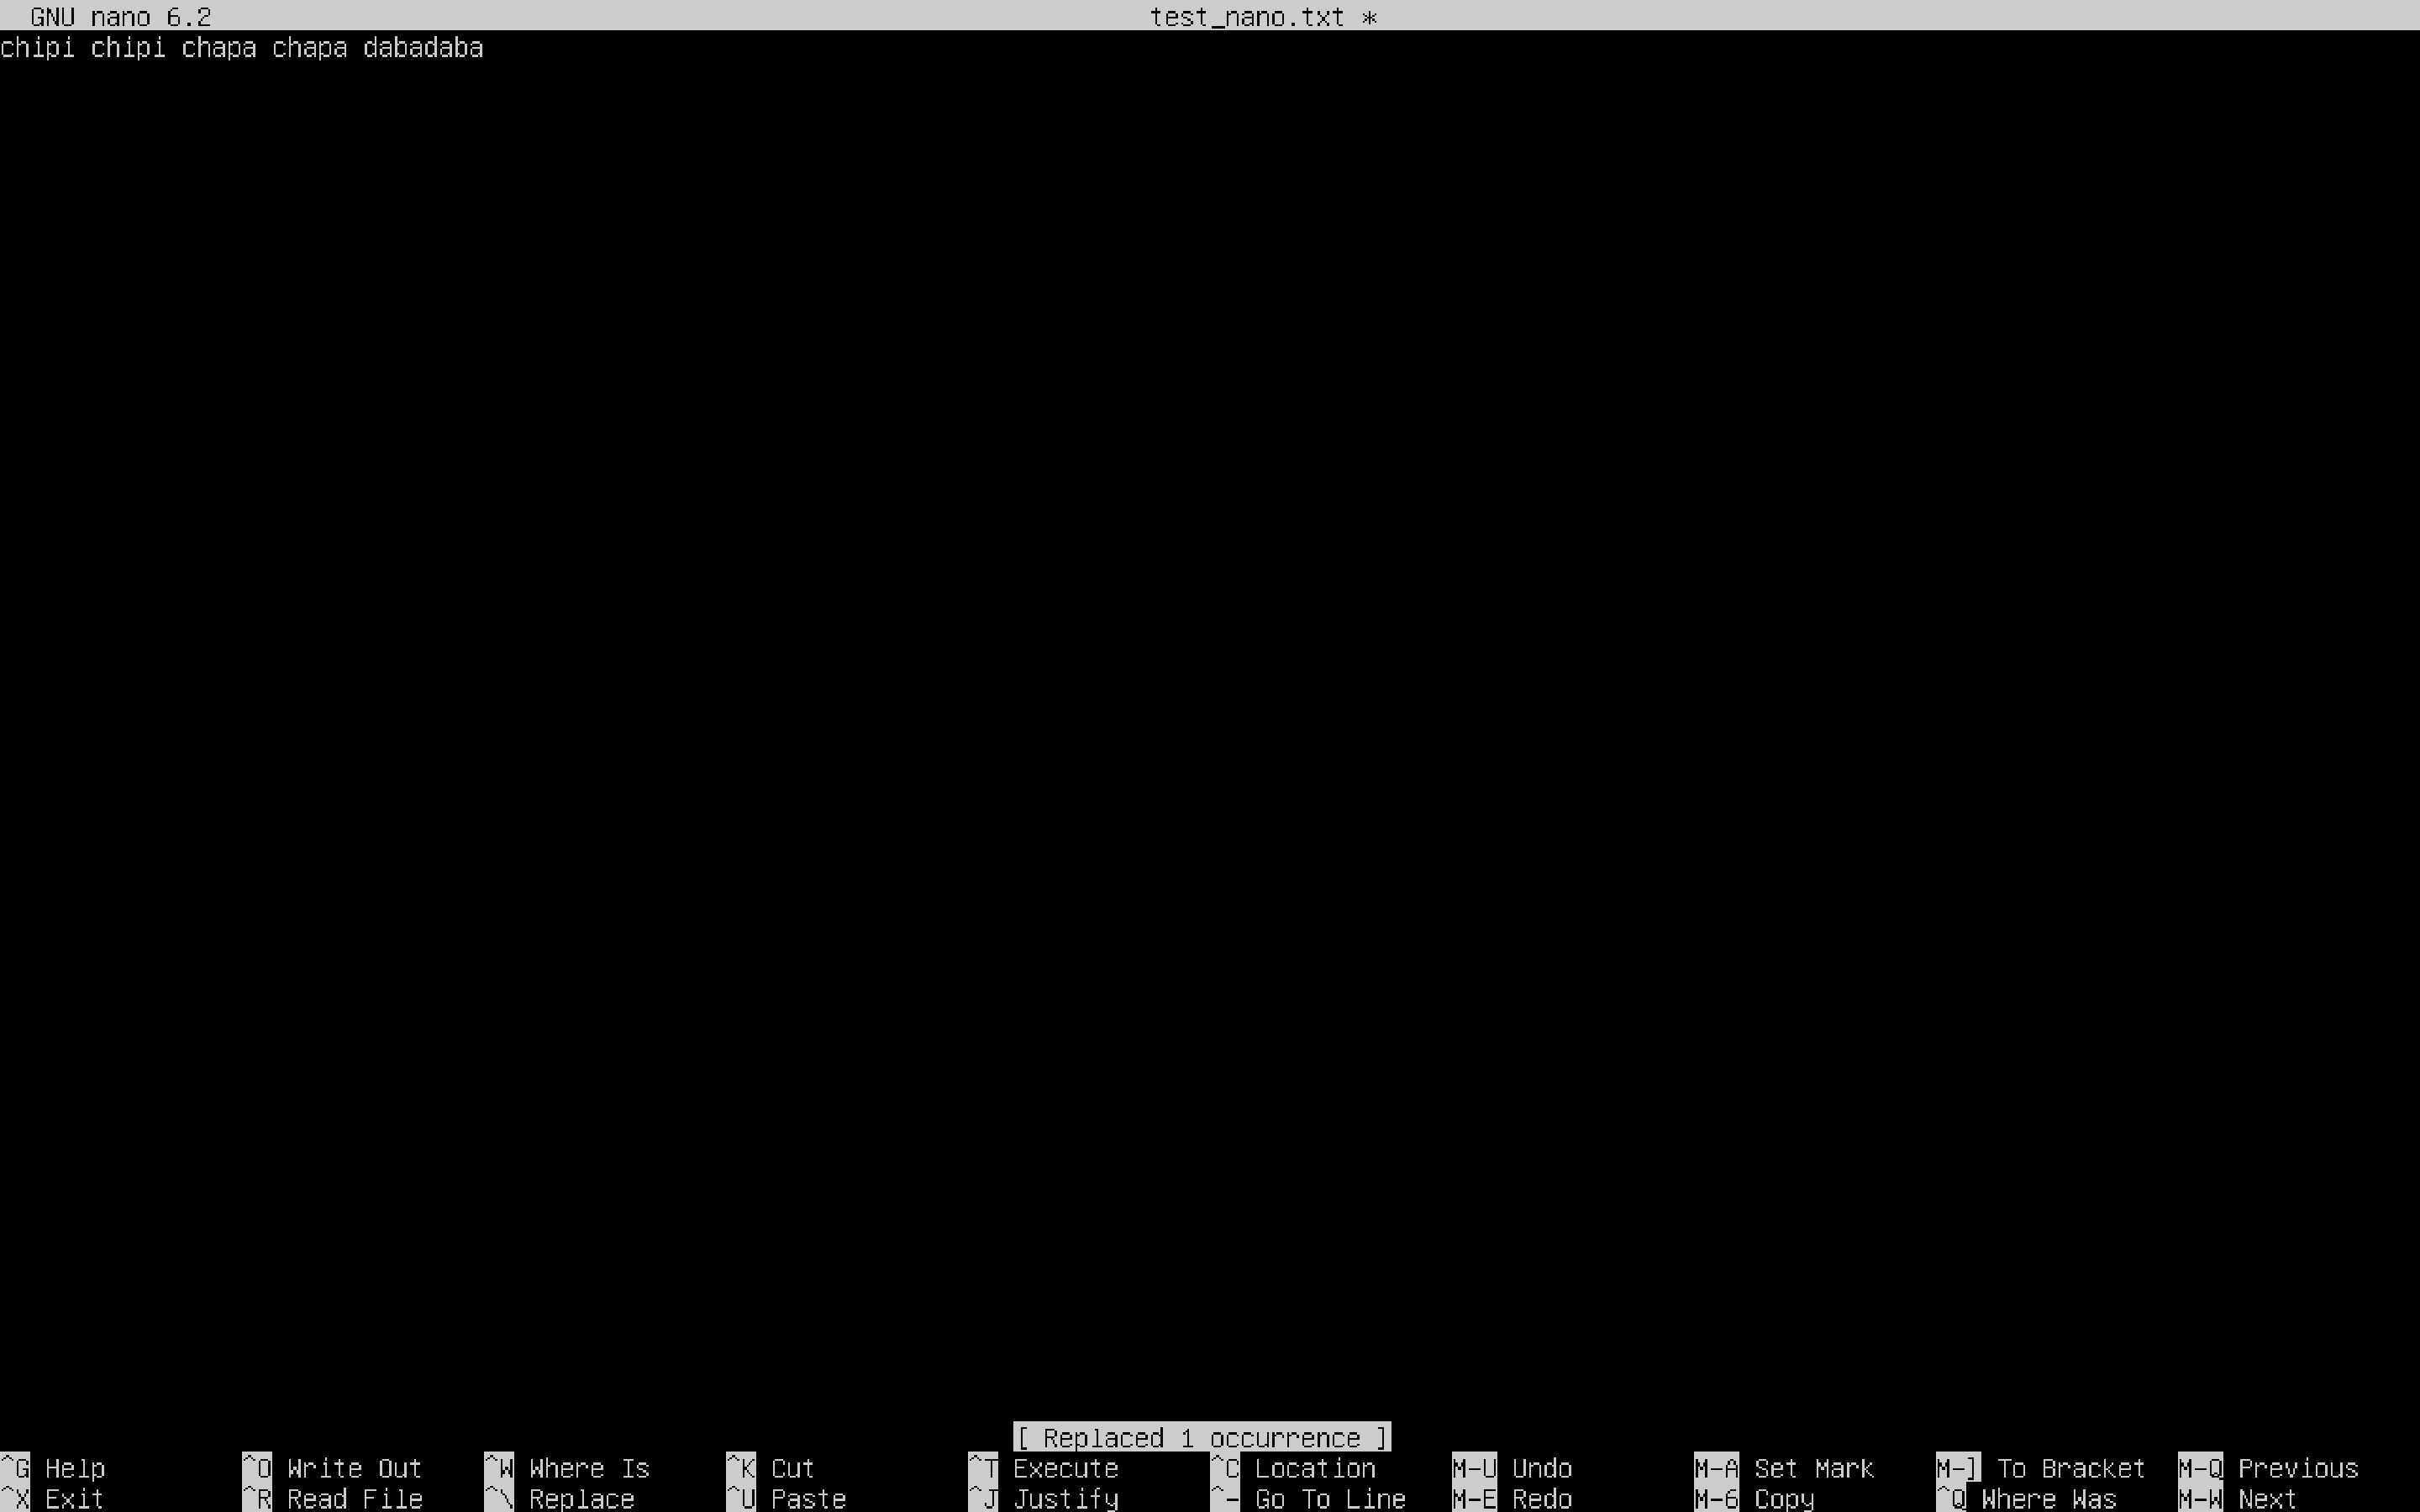 GNU nano 6.2 test_nano.txt *
chipi chipi chapa chapa dabadaba
[ Replaced 1 occurrence ]
^G Help ^O Write Out ^W Where Is ^K Cut ^T Execute ^C Location M-U Undo M-A Set Mark M-] To Bracket M-Q Previous
^X Exit ^R Read File ^\ Replace ^U Paste ^J Justify ^- Go To Line M-E Redo M-6 Copy ^Q Where Was M-W Next